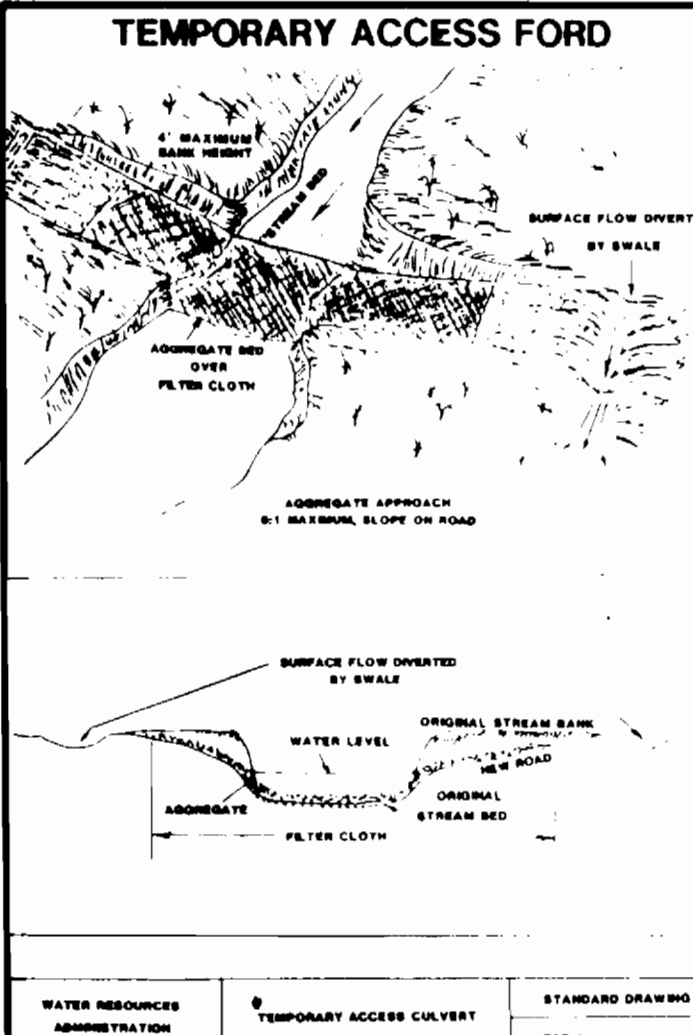 TEMPORARY ACCESS FORD
4' MAXIMUM
BANK HEIGHT
STREAM BED
SURFACE FLOW DIVERT
BY SWALE
AGGREGATE BED
OVER
FILTER CLOTH
AGGREGATE APPROACH
MAXIMUM, SLOPE ON ROAD
SURFACE FLOW DIVERTED
BY SWALE
ORIGINAL STREAM BANK
WATER LEVEL
NEW ROAD
AGGREGATE
ORIGINAL
STREAM BED
FILTER CLOTH
WATER RESOURCES
ADMINISTRATION
TEMPORARY ACCESS CULVERT
STANDARD DRAWING